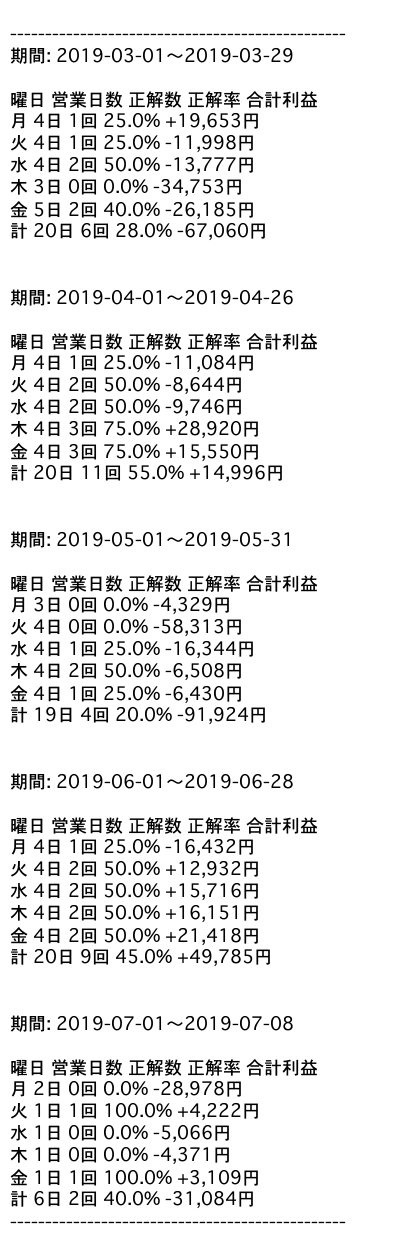 ------------------------------------------------
期間: 2019-03-01〜2019-03-29
曜日 営業日数 正解数 正解率 合計利益
月 4日 1回 25.0% +19,653円
火 4日 1回 25.0% -11,998円
水 4日 2回 50.0% -13,777円
木 3日 0回 0.0% -34,753円
金 5日 2回 40.0% -26,185円
計 20日 6回 28.0% -67,060円
期間: 2019-04-01〜2019-04-26
曜日 営業日数 正解数 正解率 合計利益
月 4日 1回 25.0% -11,084円
火 4日 2回 50.0% -8,644円
水 4日 2回 50.0% -9,746円
木 4日 3回 75.0% +28,920円
金 4日 3回 75.0% +15,550円
計 20日 11回 55.0% +14,996円
期間: 2019-05-01〜2019-05-31
曜日 営業日数 正解数 正解率 合計利益
月 3日 0回 0.0% -4,329円
火 4日 0回 0.0% -58,313円
水 4日 1回 25.0% -16,344円
木 4日 2回 50.0% -6,508円
金 4日 1回 25.0% -6,430円
計 19日 4回 20.0% -91,924円
期間: 2019-06-01〜2019-06-28
曜日 営業日数 正解数 正解率 合計利益
月 4日 1回 25.0% -16,432円
火 4日 2回 50.0% +12,932円
水 4日 2回 50.0% +15,716円
木 4日 2回 50.0% +16,151円
金 4日 2回 50.0% +21,418円
計 20日 9回 45.0% +49,785円
期間: 2019-07-01〜2019-07-08
曜日 営業日数 正解数 正解率 合計利益
月 2日 0回 0.0% -28,978円
火 1日 1回 100.0% +4,222円
水 1日 0回 0.0% -5,066円
木 1日 0回 0.0% -4,371円
金 1日 1回 100.0% +3,109円
計 6日 2回 40.0% -31,084円
------------------------------------------------